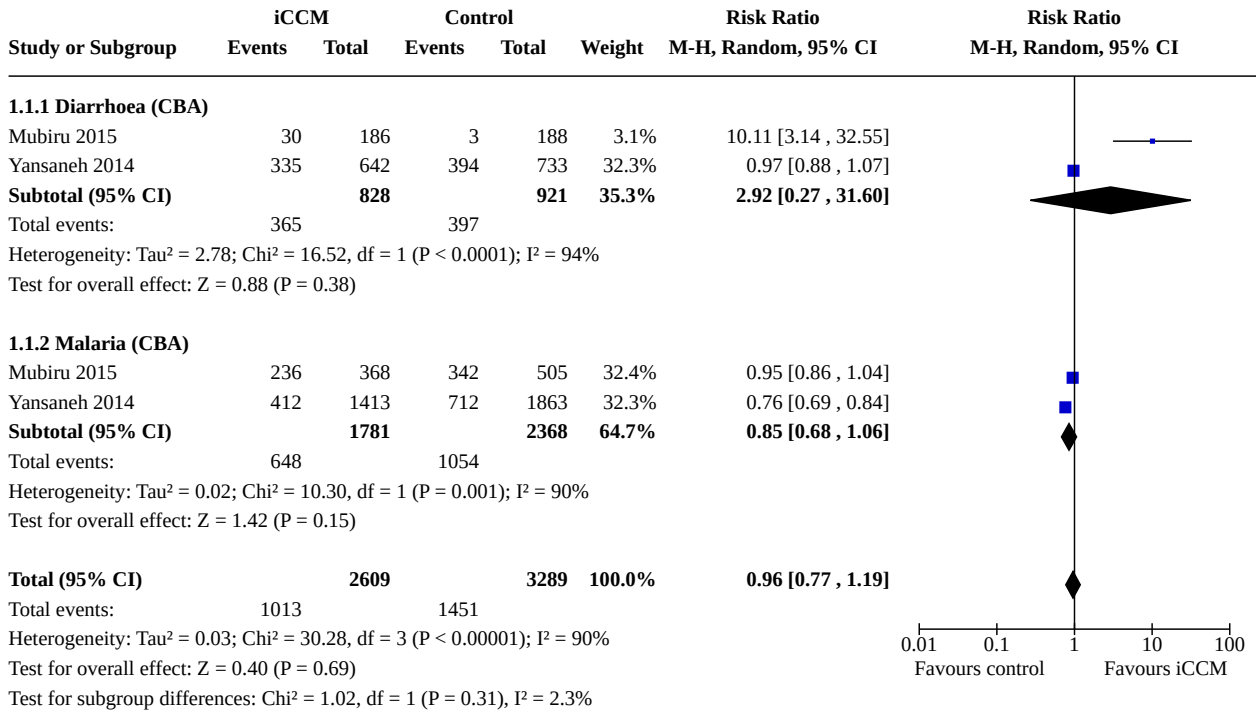 iCCM Control Risk Ratio Risk Ratio
Study or Subgroup Events Total Events Total Weight M-H, Random, 95% CI M-H, Random, 95% CI
1.1.1 Diarrhoea (CBA)
Mubiru 2015 30 186 3 188 3.1% 10.11 [3.14 , 32.55]
Yansaneh 2014 335 642 394 733 32.3% 0.97 [0.88 , 1.07]
Subtotal (95% CI) 828 921 35.3% 2.92 [0.27 , 31.60]
Total events: 365 397
Heterogeneity: Tau² = 2.78; Chi² = 16.52, df = 1 (P < 0.0001); I² = 94%
Test for overall effect: Z = 0.88 (P = 0.38)
1.1.2 Malaria (CBA)
Mubiru 2015 236 368 342 505 32.4% 0.95 [0.86 , 1.04]
Yansaneh 2014 412 1413 712 1863 32.3% 0.76 [0.69 , 0.84]
Subtotal (95% CI) 1781 2368 64.7% 0.85 [0.68 , 1.06]
Total events: 648 1054
Heterogeneity: Tau² = 0.02; Chi² = 10.30, df = 1 (P = 0.001); I² = 90%
Test for overall effect: Z = 1.42 (P = 0.15)
Total (95% CI) 2609 3289 100.0% 0.96 [0.77 , 1.19]
Total events: 1013 1451
Heterogeneity: Tau² = 0.03; Chi² = 30.28, df = 3 (P < 0.00001); I² = 90%
Test for overall effect: Z = 0.40 (P = 0.69)
Test for subgroup differences: Chi² = 1.02, df = 1 (P = 0.31), I² = 2.3%
0.01 0.1 1 10 100
Favours control Favours iCCM